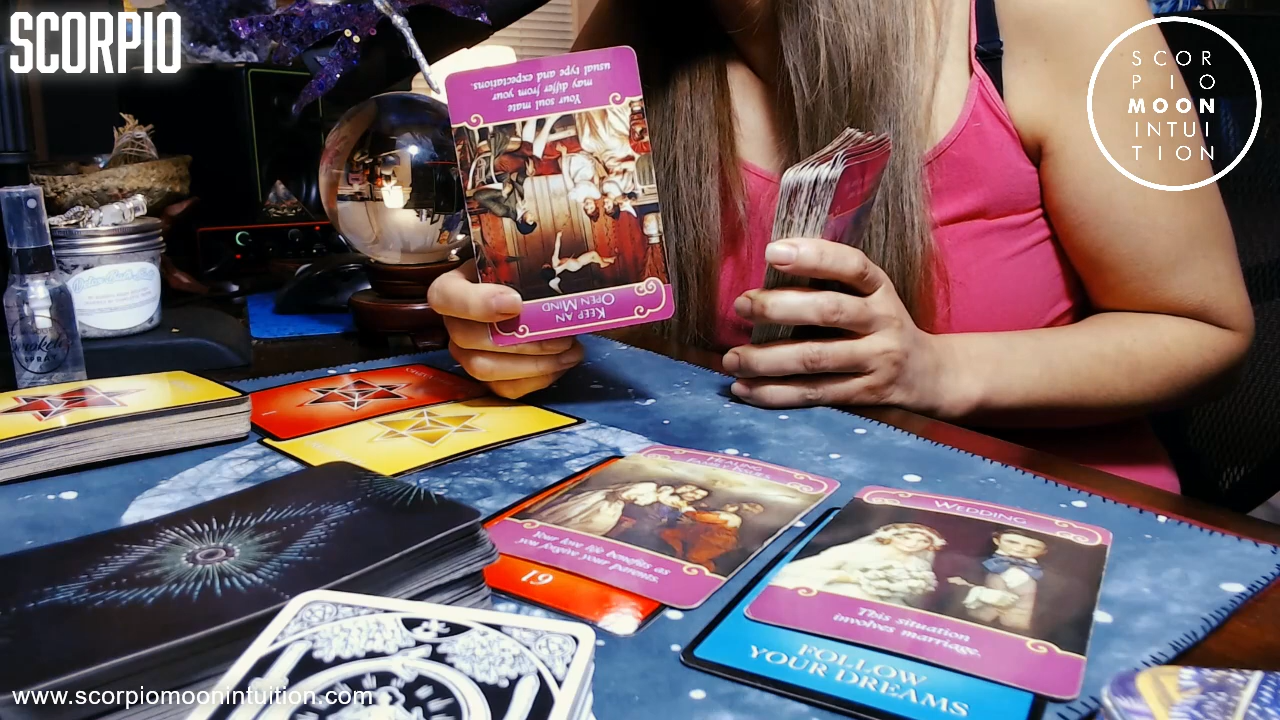 SCORPIO
SCOR
PIO
MOON
INTUI
TION
Your soul mate
may differ from your
usual type and expectations.
KEEP AN
OPEN MIND
HEALING
Your love life benefits as
you forgive your parents.
19
WEDDING
This situation
involves marriage.
FOLLOW
YOUR DREAMS
SPRAY
www.scorpiomoonintuition.com